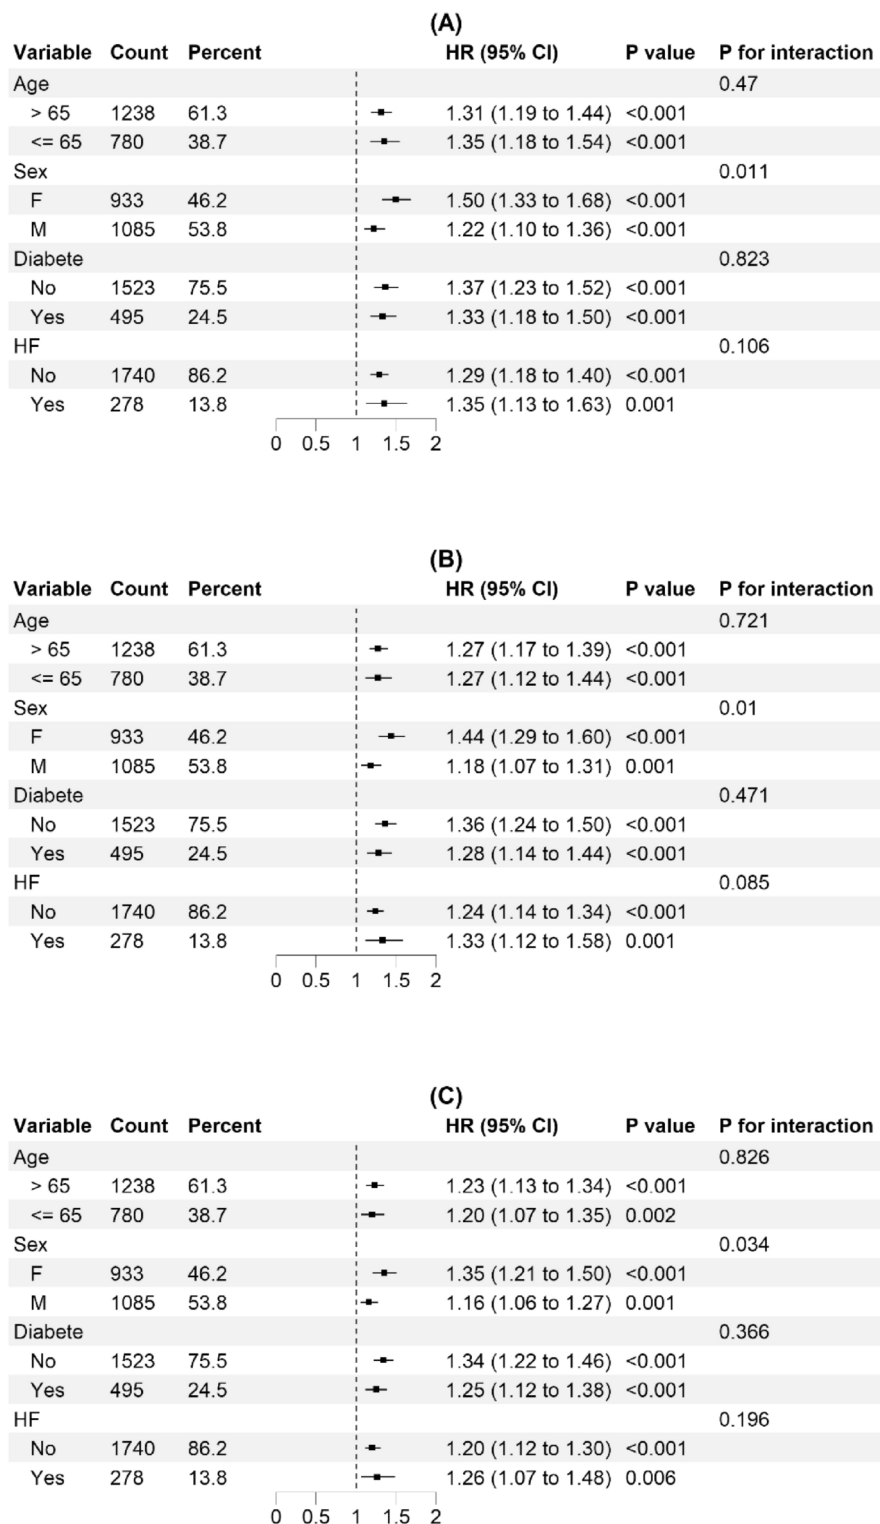 (A)
Variable Count Percent HR (95% CI) P value P for interaction
Age 0.47
> 65 1238 61.3 1.31 (1.19 to 1.44) <0.001
<= 65 780 38.7 1.35 (1.18 to 1.54) <0.001
Sex 0.011
F 933 46.2 1.50 (1.33 to 1.68) <0.001
M 1085 53.8 1.22 (1.10 to 1.36) <0.001
Diabete 0.823
No 1523 75.5 1.37 (1.23 to 1.52) <0.001
Yes 495 24.5 1.33 (1.18 to 1.50) <0.001
HF 0.106
No 1740 86.2 1.29 (1.18 to 1.40) <0.001
Yes 278 13.8 1.35 (1.13 to 1.63) 0.001
0 0.5 1 1.5 2
(B)
Variable Count Percent HR (95% CI) P value P for interaction
Age 0.721
> 65 1238 61.3 1.27 (1.17 to 1.39) <0.001
<= 65 780 38.7 1.27 (1.12 to 1.44) <0.001
Sex 0.01
F 933 46.2 1.44 (1.29 to 1.60) <0.001
M 1085 53.8 1.18 (1.07 to 1.31) 0.001
Diabete 0.471
No 1523 75.5 1.36 (1.24 to 1.50) <0.001
Yes 495 24.5 1.28 (1.14 to 1.44) <0.001
HF 0.085
No 1740 86.2 1.24 (1.14 to 1.34) <0.001
Yes 278 13.8 1.33 (1.12 to 1.58) 0.001
0 0.5 1 1.5 2
(C)
Variable Count Percent HR (95% CI) P value P for interaction
Age 0.826
> 65 1238 61.3 1.23 (1.13 to 1.34) <0.001
<= 65 780 38.7 1.20 (1.07 to 1.35) 0.002
Sex 0.034
F 933 46.2 1.35 (1.21 to 1.50) <0.001
M 1085 53.8 1.16 (1.06 to 1.27) 0.001
Diabete 0.366
No 1523 75.5 1.34 (1.22 to 1.46) <0.001
Yes 495 24.5 1.25 (1.12 to 1.38) <0.001
HF 0.196
No 1740 86.2 1.20 (1.12 to 1.30) <0.001
Yes 278 13.8 1.26 (1.07 to 1.48) 0.006
0 0.5 1 1.5 2